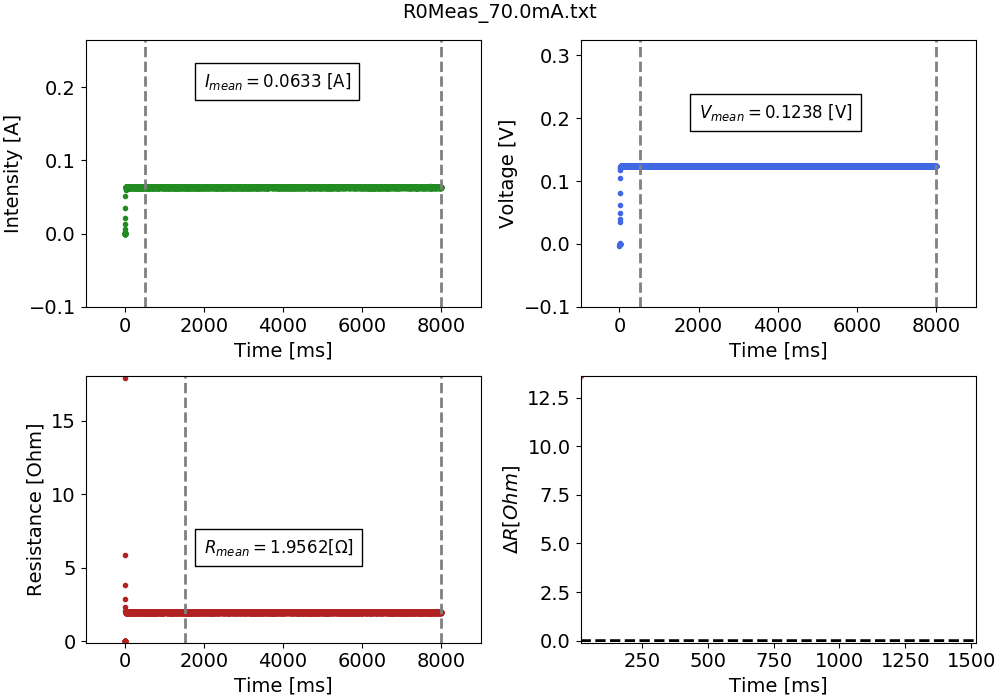 R0Meas_70.0mA.txt
Intensity [A]
0.2
0.1
0.0
−0.1
I_mean = 0.0633 [A]
0 2000 4000 6000 8000
Time [ms]
Voltage [V]
0.3
0.2
0.1
0.0
−0.1
V_mean = 0.1238 [V]
0 2000 4000 6000 8000
Time [ms]
Resistance [Ohm]
15
10
5
0
R_mean = 1.9562[Ω]
0 2000 4000 6000 8000
Time [ms]
ΔR[Ohm]
12.5
10.0
7.5
5.0
2.5
0.0
250 500 750 1000 1250 1500
Time [ms]